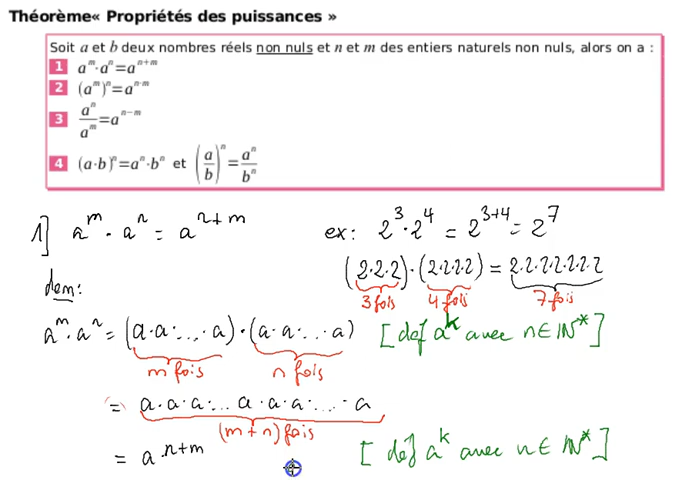 Théorème« Propriétés des puissances »
Soit a et b deux nombres réels non nuls et n et m des entiers naturels non nuls, alors on a :
1 a^m·a^n=a^{n+m}
2 (a^m)^n=a^{n·m}
3 a^n/a^m=a^{n−m}
4 (a·b)^n=a^n·b^n et (a/b)^n=a^n/b^n
1] a^m · a^n = a^{n+m} ex: 2^3 · 2^4 = 2^{3+4} = 2^7
(2·2·2)·(2·2·2·2) = 2·2·2·2·2·2·2
3 fois 4 fois 7 fois
dem:
a^m · a^n = (a·a·...·a)·(a·a·...·a) [def a^k avec n∈ℕ*]
m fois n fois
= a·a·a·...a·a·a·...·a
(m+n) fois
= a^{n+m} [def a^k avec n∈ℕ*]